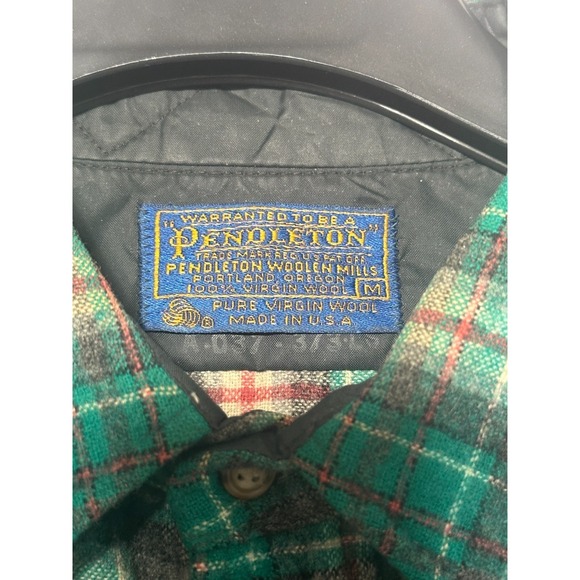 WARRANTED TO BE A
"PENDLETON"
TRADE MARK REG. U.S. PAT. OFF.
PENDLETON WOOLEN MILLS
PORTLAND, OREGON
100% VIRGIN WOOL M
PURE VIRGIN WOOL
® MADE IN U.S.A
A-037